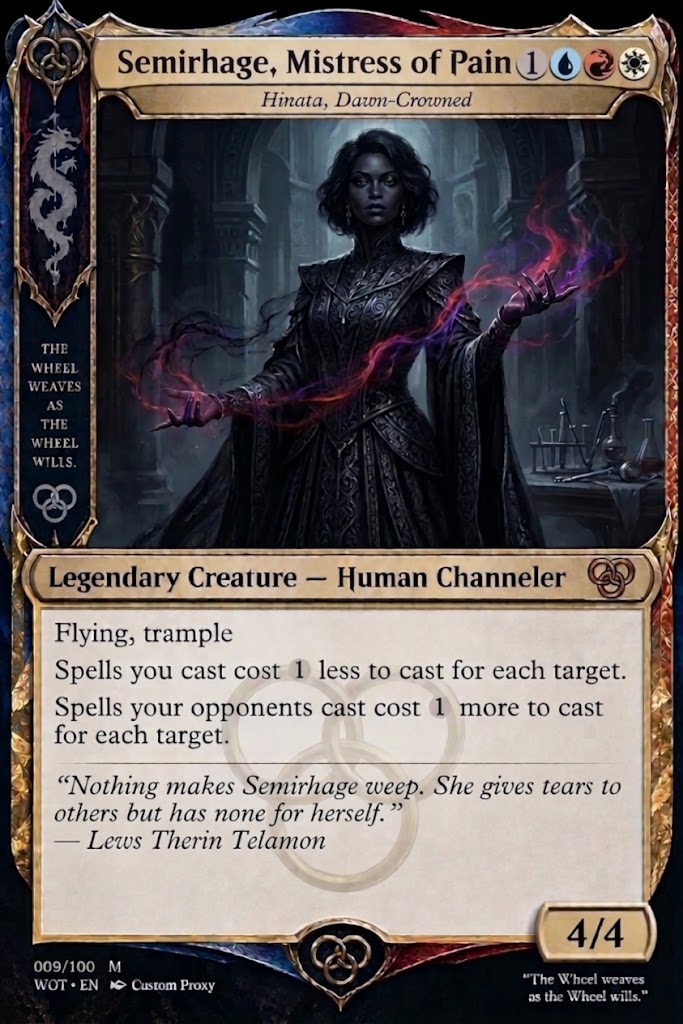 Semirhage, Mistress of Pain 1
Hinata, Dawn-Crowned
THE
WHEEL
WEAVES
AS
THE
WHEEL
WILLS.
Legendary Creature — Human Channeler
Flying, trample
Spells you cast cost 1 less to cast for each target.
Spells your opponents cast cost 1 more to cast
for each target.
“Nothing makes Semirhage weep. She gives tears to
others but has none for herself.”
— Lews Therin Telamon
4/4
009/100 M
WOT • EN Custom Proxy
"The Wheel weaves
as the Wheel wills."